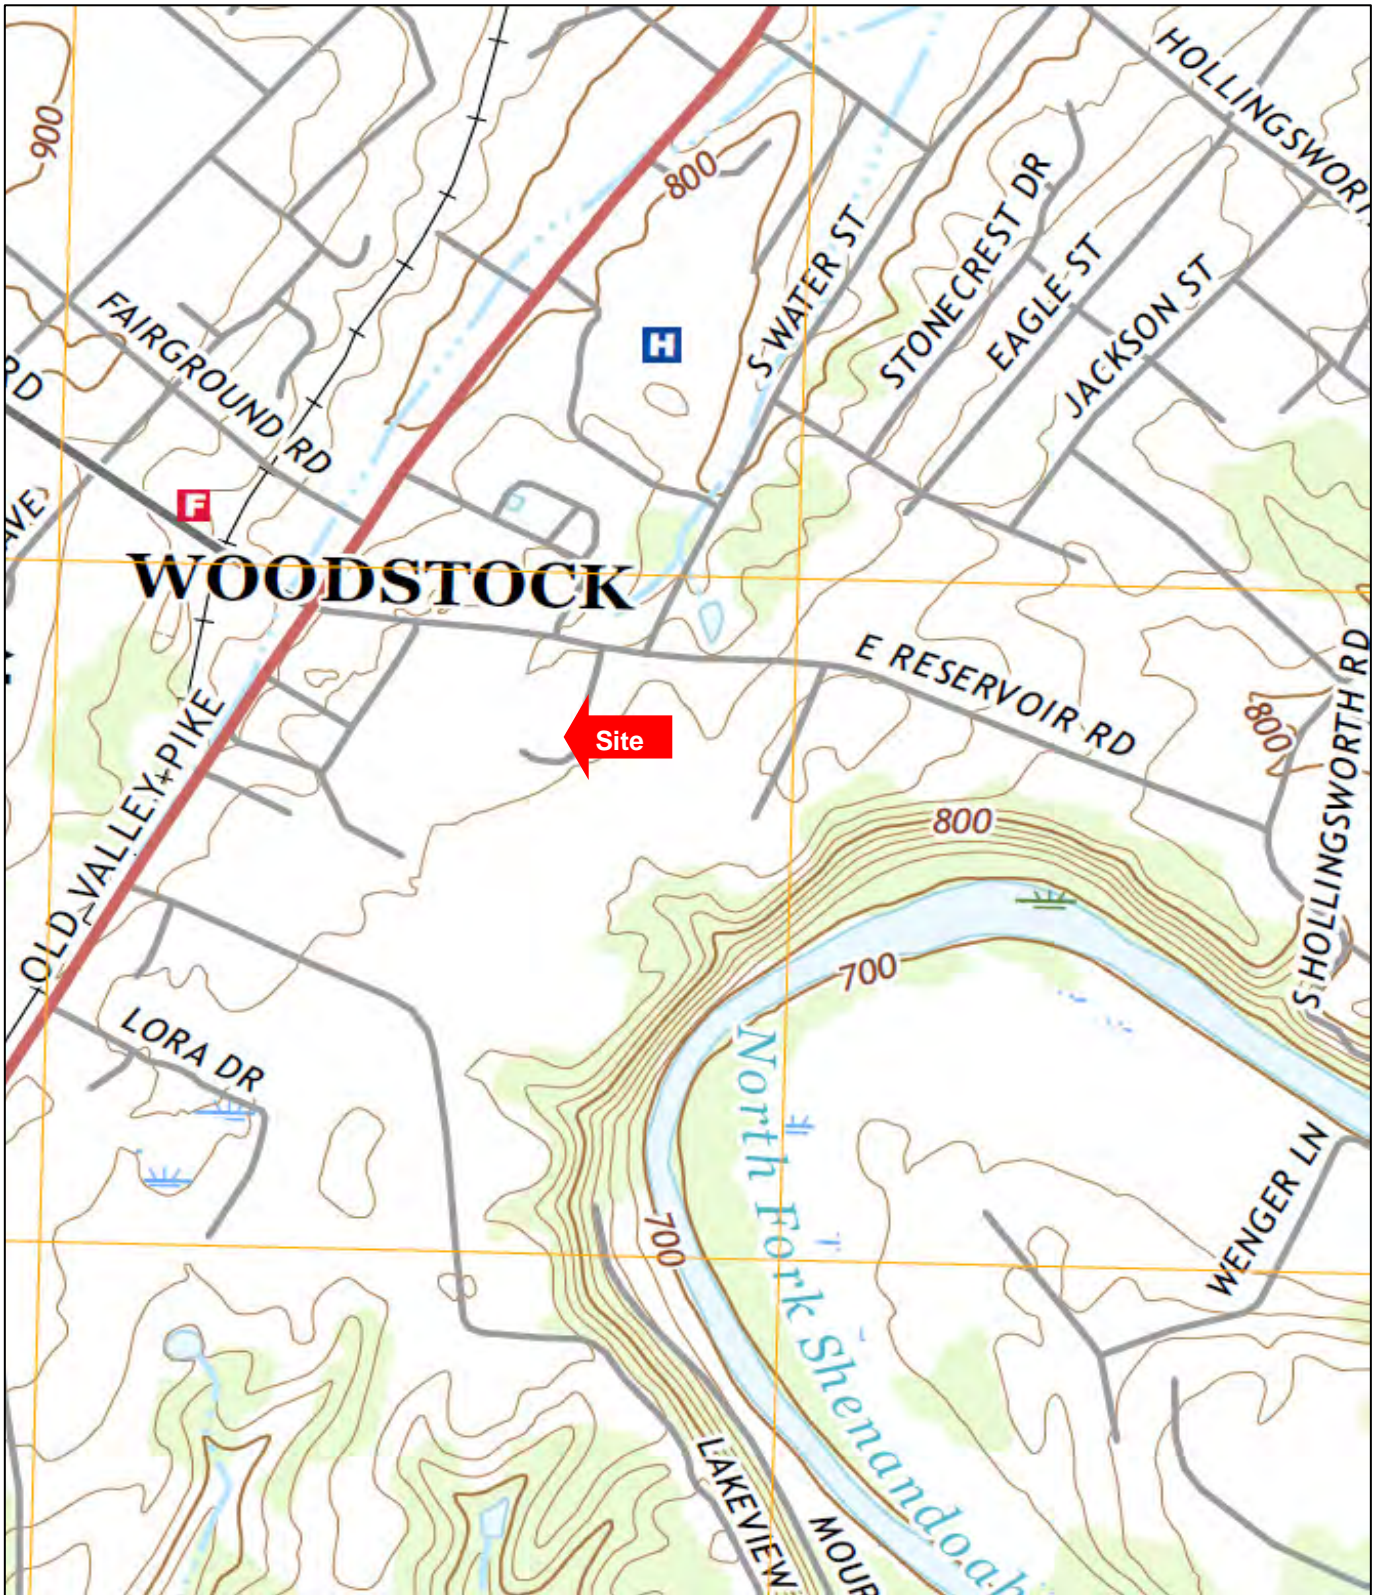 HOLLINGSWORTH
900
800
STONECREST DR
S WATER ST
EAGLE ST
JACKSON ST
FAIRGROUND RD
H
RD
F
AVE
WOODSTOCK
E RESERVOIR RD
S HOLLINGSWORTH RD
OLD VALLEY PIKE
Site
800
800
700
LORA DR
North Fork Shenandoah
WENGER LN
700
LAKEVIEW
MOUR